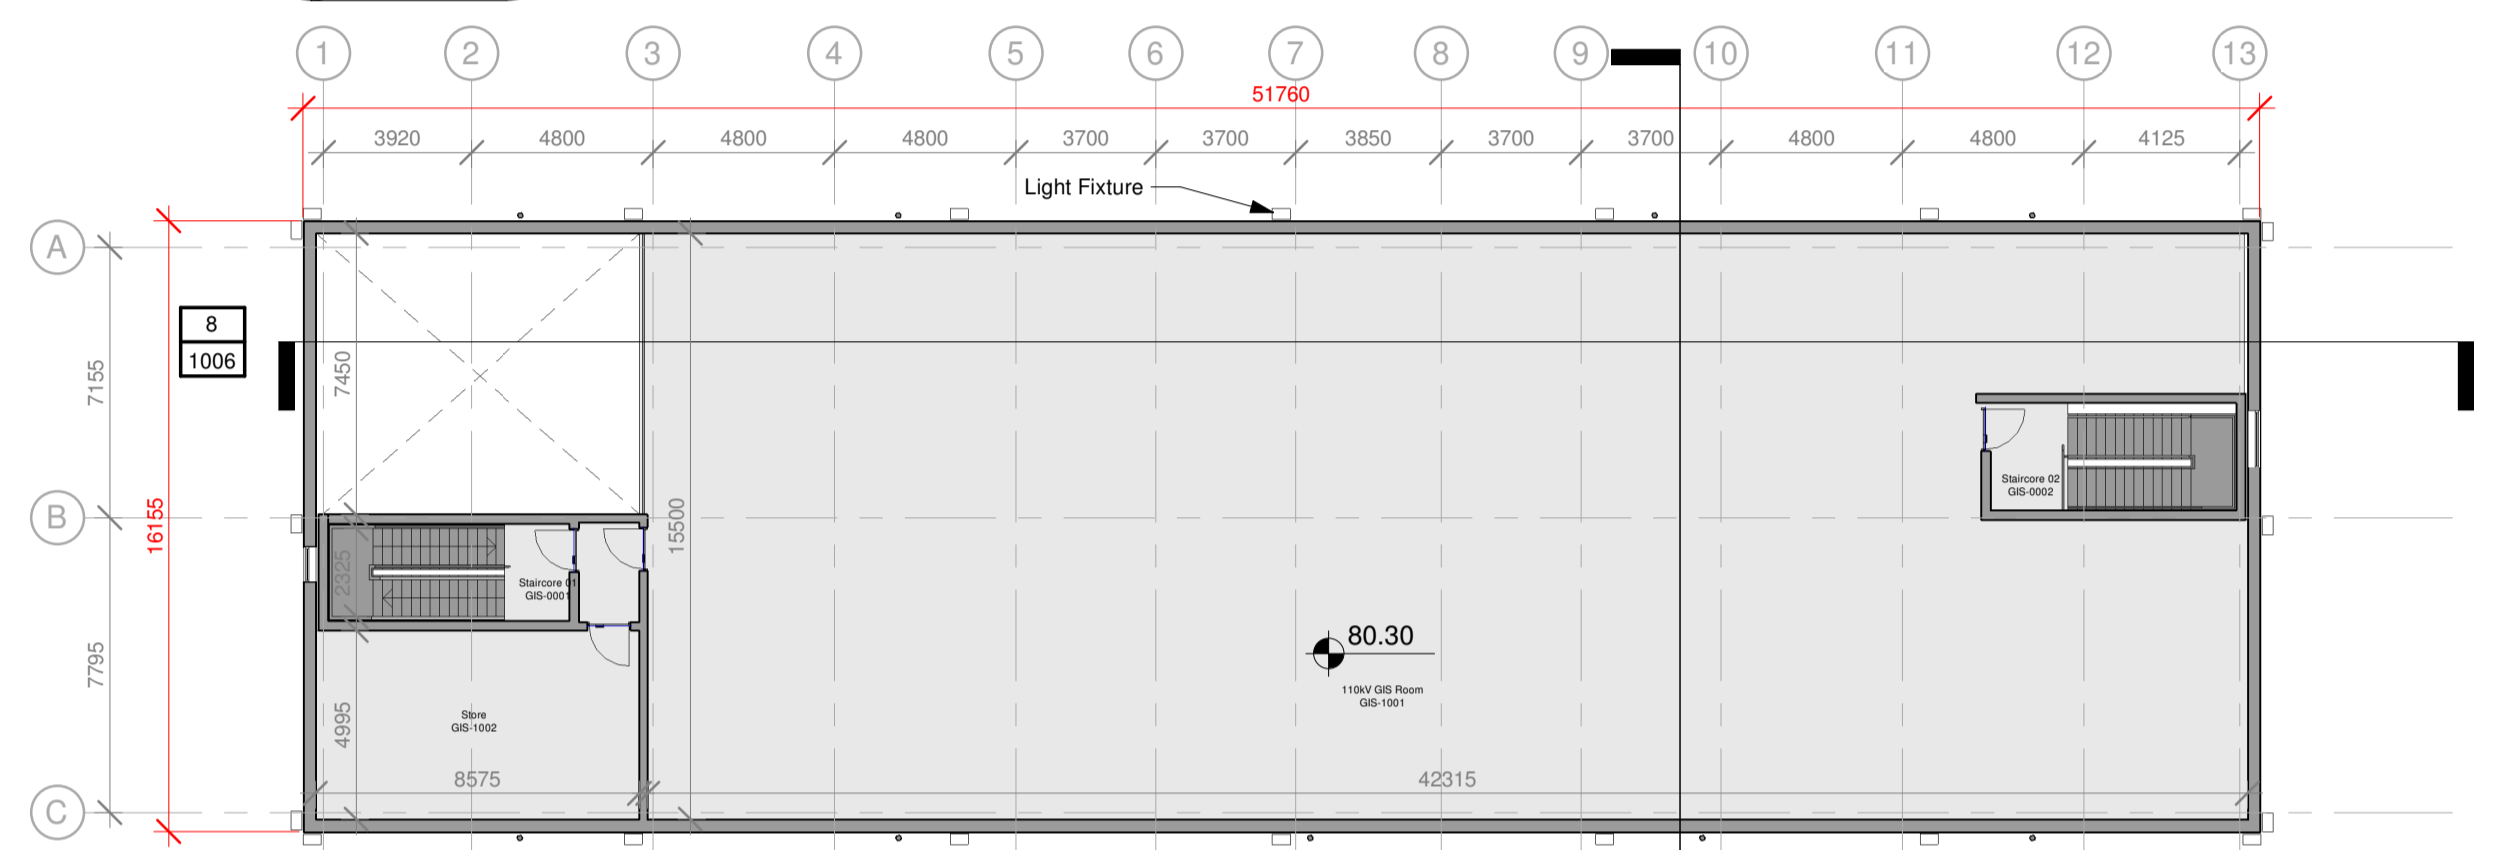 1 2 3 4 5 6 7 8 9 10 11 12 13
51760
3920 4800 4800 4800 3700 3700 3850 3700 3700 4800 4800 4125
Light Fixture
A
8
1006
7155
7450
B
16155
15500
2325
Staircore 01
GIS-0001
Staircore 02
GIS-0002
80.30
7795
4995
110kV GIS Room
GIS-1001
Store
GIS-1002
8575
42315
C